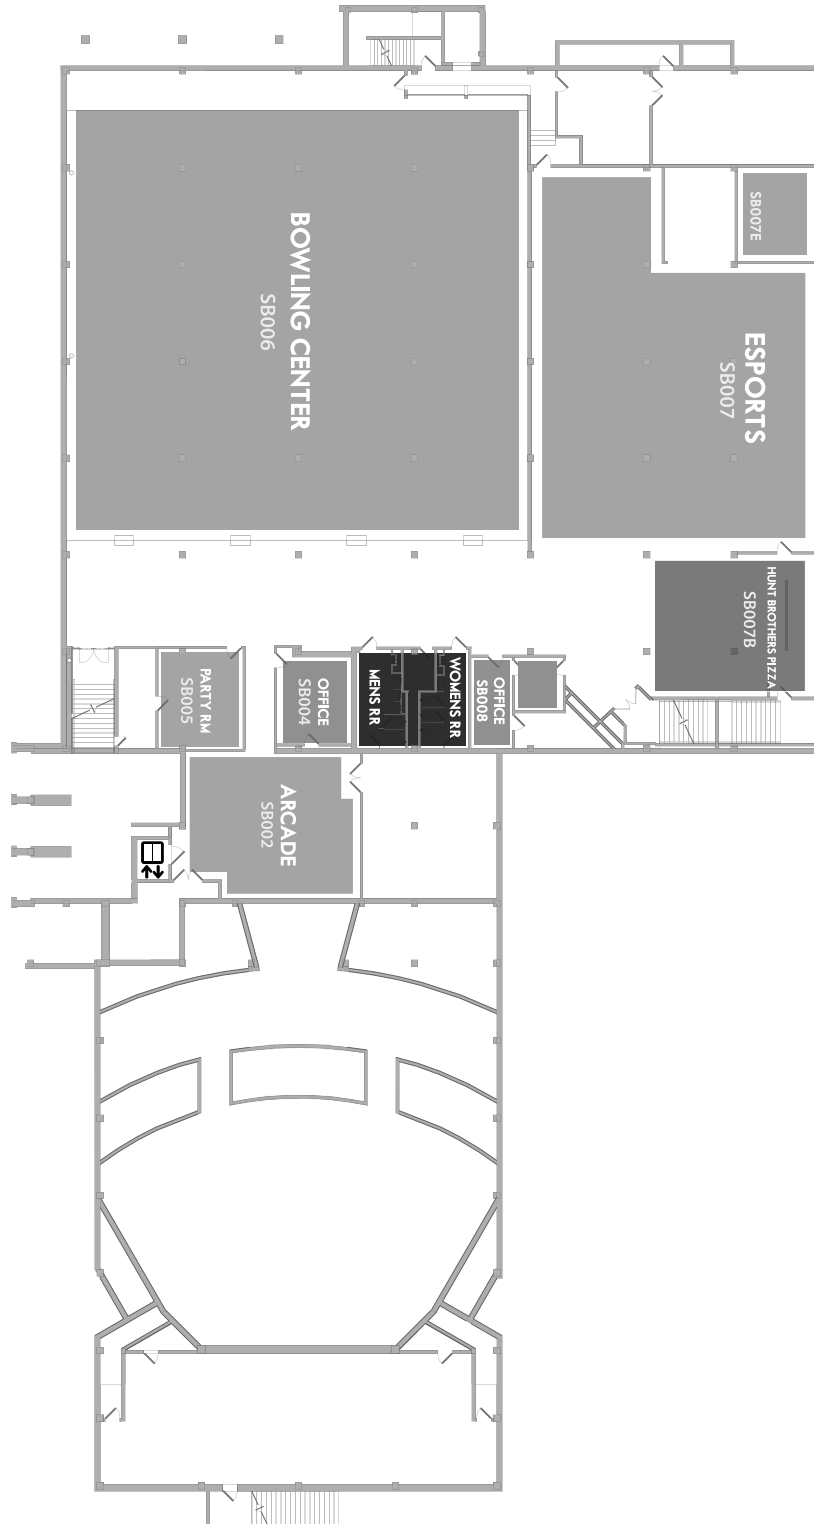 BOWLING CENTER
SB006
SB007E
ESPORTS
SB007
HUNT BROTHERS PIZZA
SB007B
PARTY RM
SB005
OFFICE
SB004
MENS RR
WOMENS RR
OFFICE
SB008
ARCADE
SB002